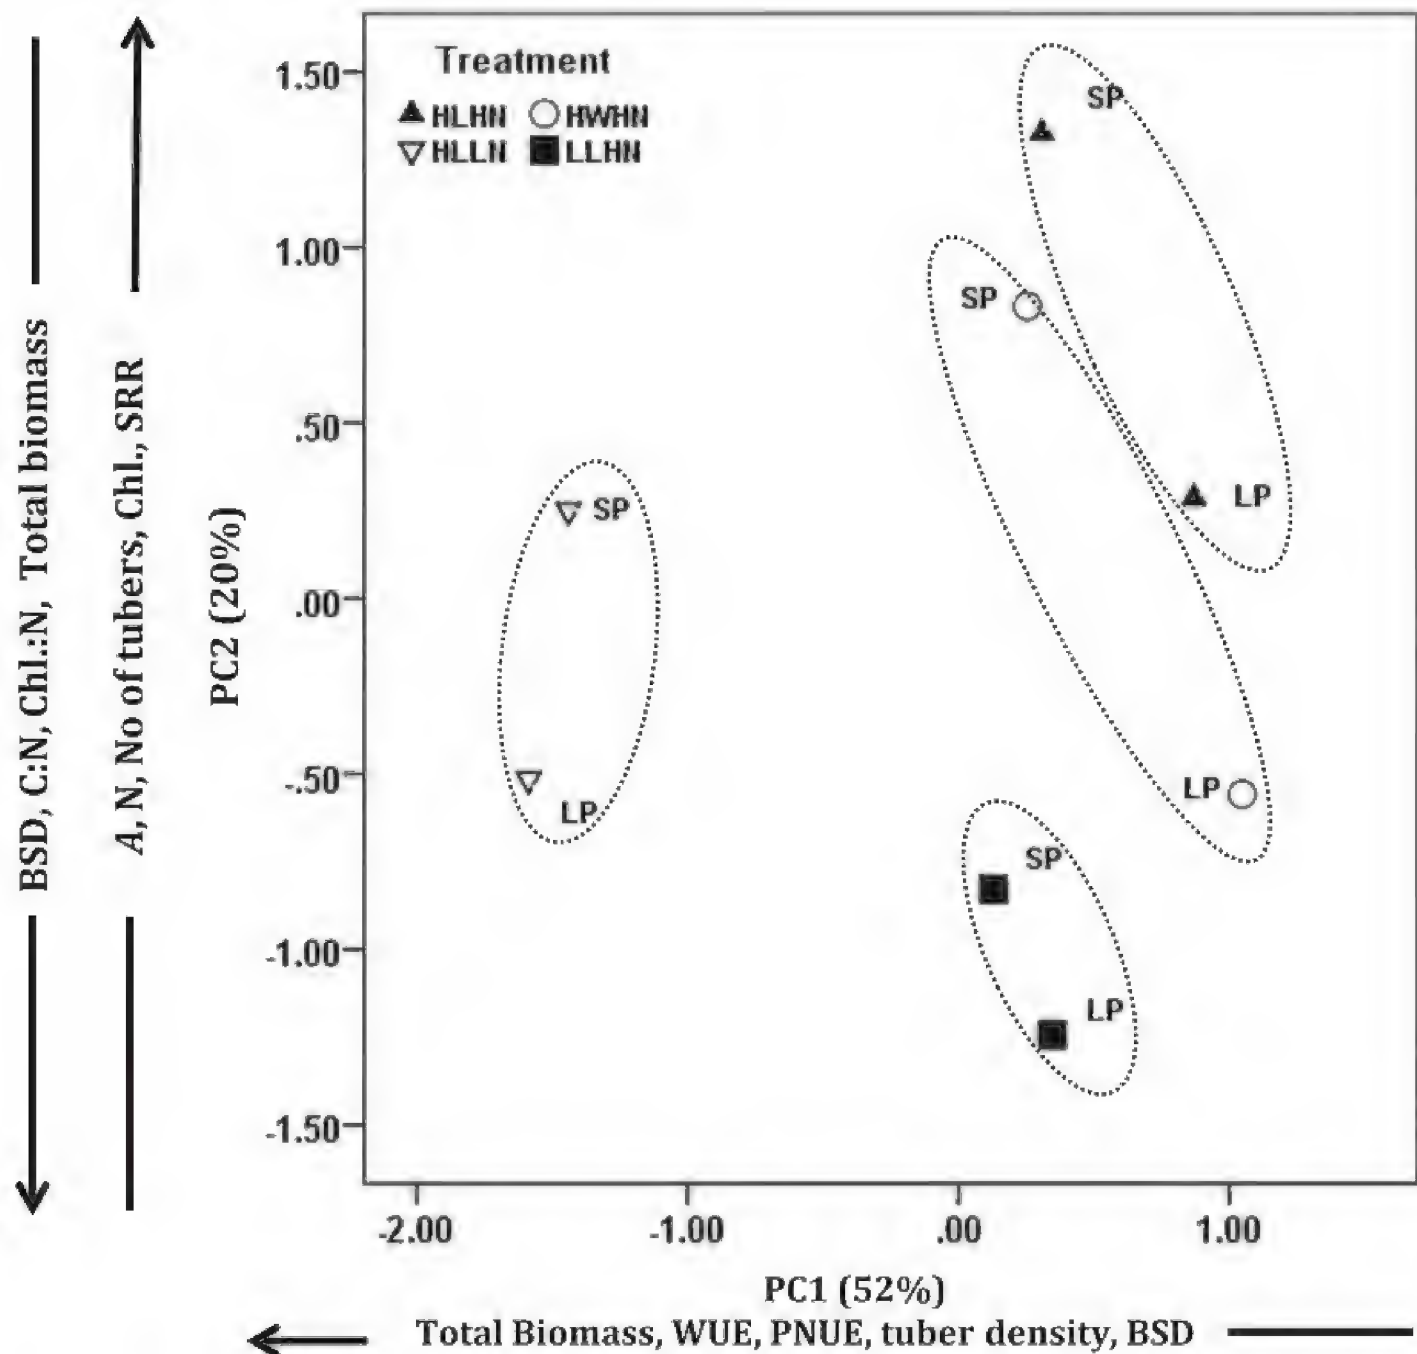 Treatment
HLHN HWHN
HLLN LLHN
1.50
1.00
.50
.00
-.50
-1.00
-1.50
SP
SP
LP
SP
LP
LP
SP
LP
-2.00 -1.00 .00 1.00
PC1 (52%)
Total Biomass, WUE, PNUE, tuber density, BSD
PC2 (20%)
A, N, No of tubers, Chl., SRR
BSD, C:N, Chl.:N, Total biomass